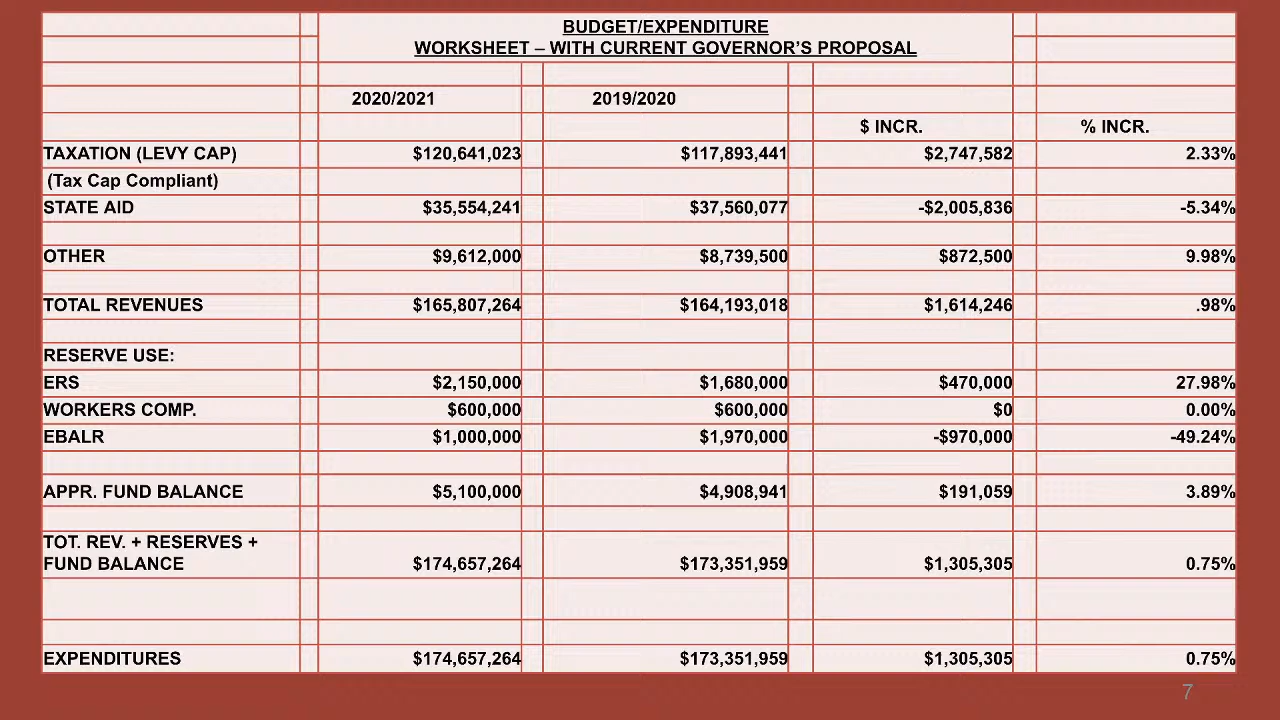 BUDGET/EXPENDITURE
WORKSHEET – WITH CURRENT GOVERNOR'S PROPOSAL
2020/2021 2019/2020
$ INCR. % INCR.
TAXATION (LEVY CAP) $120,641,023 $117,893,441 $2,747,582 2.33%
(Tax Cap Compliant)
STATE AID $35,554,241 $37,560,077 -$2,005,836 -5.34%
OTHER $9,612,000 $8,739,500 $872,500 9.98%
TOTAL REVENUES $165,807,264 $164,193,018 $1,614,246 .98%
RESERVE USE:
ERS $2,150,000 $1,680,000 $470,000 27.98%
WORKERS COMP. $600,000 $600,000 $0 0.00%
EBALR $1,000,000 $1,970,000 -$970,000 -49.24%
APPR. FUND BALANCE $5,100,000 $4,908,941 $191,059 3.89%
TOT. REV. + RESERVES +
FUND BALANCE $174,657,264 $173,351,959 $1,305,305 0.75%
EXPENDITURES $174,657,264 $173,351,959 $1,305,305 0.75%
7